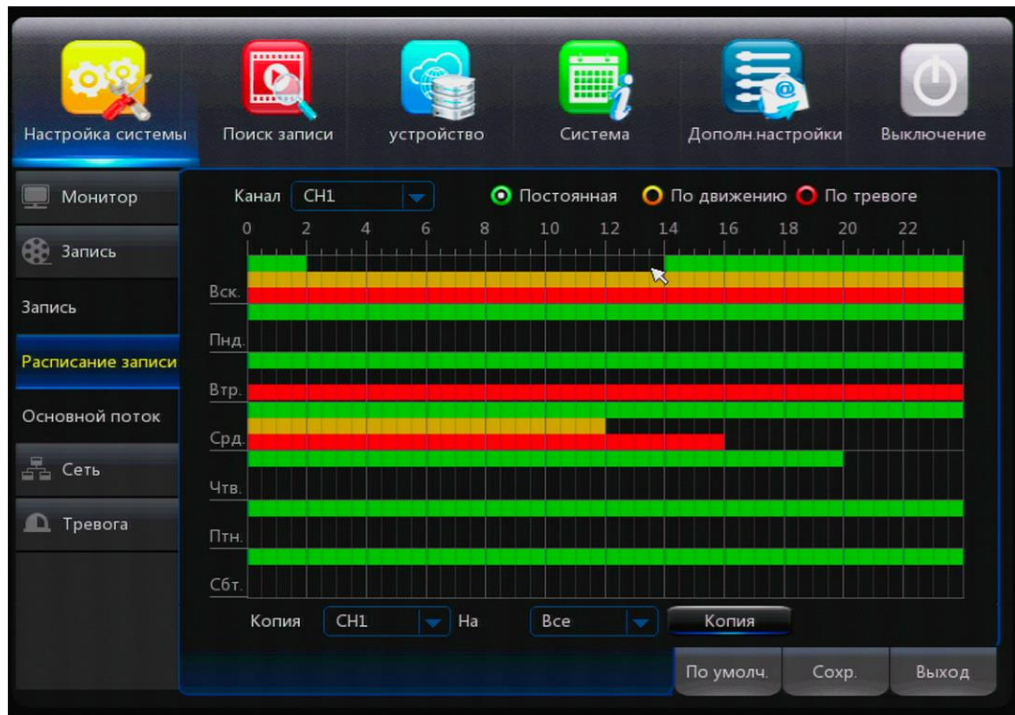 Настройка системы Поиск записи устройство Система Дополн.настройки Выключение
Монитор
Запись
Запись
Расписание записи
Основной поток
Сеть
Тревога
Канал CH1 Постоянная По движению По тревоге
0 2 4 6 8 10 12 14 16 18 20 22
Вск.
Пнд.
Втр.
Срд.
Чтв.
Птн.
Сбт.
Копия CH1 На Все Копия
По умолч. Сохр. Выход